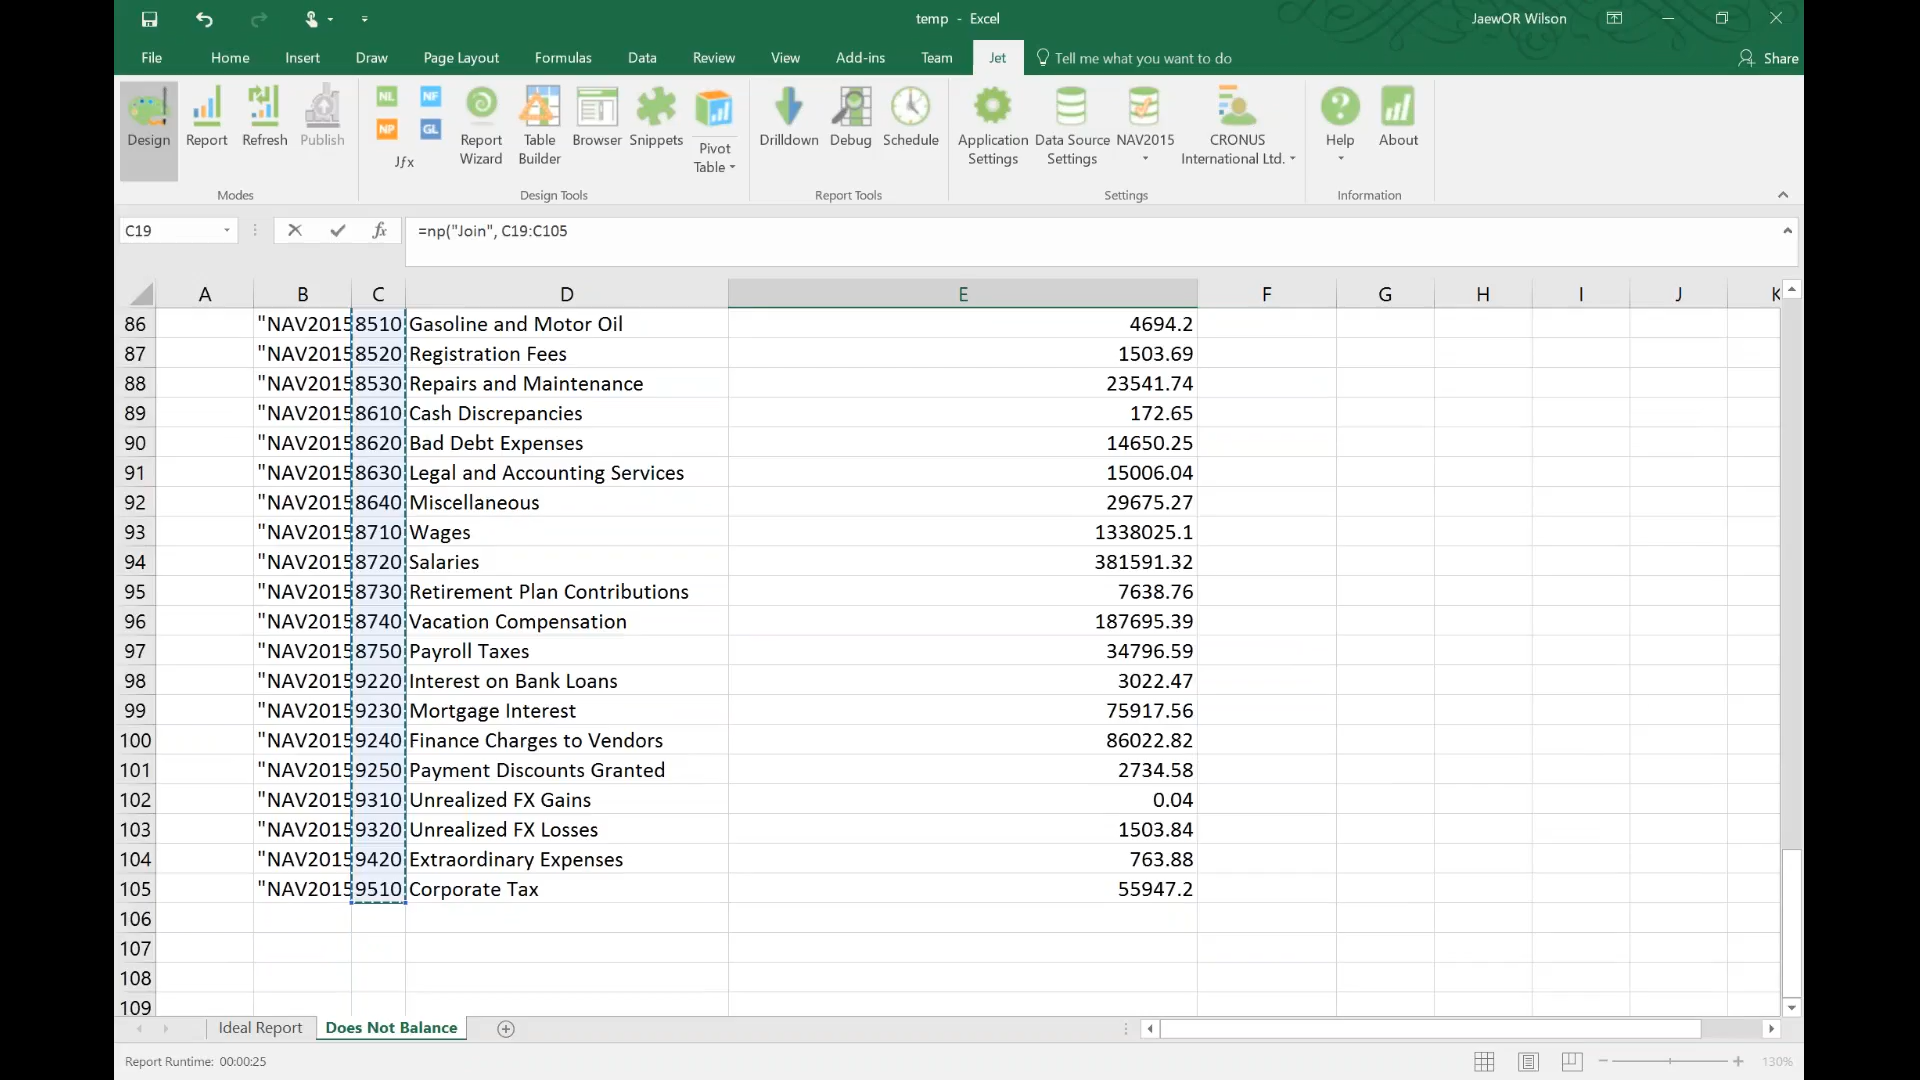 temp - Excel
JaewOR Wilson
File Home Insert Draw Page Layout Formulas Data Review View Add-ins Team Jet Tell me what you want to do Share
NL NF
NP GL
Jfx
Design Report Refresh Publish Report Wizard Table Builder Browser Snippets Pivot Table Drilldown Debug Schedule Application Settings Data Source Settings NAV2015 CRONUS International Ltd. Help About
Modes Design Tools Report Tools Settings Information
C19 fx =np("Join", C19:C105
A B C D E F G H I J K
86 "NAV2015 8510 Gasoline and Motor Oil 4694.2
87 "NAV2015 8520 Registration Fees 1503.69
88 "NAV2015 8530 Repairs and Maintenance 23541.74
89 "NAV2015 8610 Cash Discrepancies 172.65
90 "NAV2015 8620 Bad Debt Expenses 14650.25
91 "NAV2015 8630 Legal and Accounting Services 15006.04
92 "NAV2015 8640 Miscellaneous 29675.27
93 "NAV2015 8710 Wages 1338025.1
94 "NAV2015 8720 Salaries 381591.32
95 "NAV2015 8730 Retirement Plan Contributions 7638.76
96 "NAV2015 8740 Vacation Compensation 187695.39
97 "NAV2015 8750 Payroll Taxes 34796.59
98 "NAV2015 9220 Interest on Bank Loans 3022.47
99 "NAV2015 9230 Mortgage Interest 75917.56
100 "NAV2015 9240 Finance Charges to Vendors 86022.82
101 "NAV2015 9250 Payment Discounts Granted 2734.58
102 "NAV2015 9310 Unrealized FX Gains 0.04
103 "NAV2015 9320 Unrealized FX Losses 1503.84
104 "NAV2015 9420 Extraordinary Expenses 763.88
105 "NAV2015 9510 Corporate Tax 55947.2
106
107
108
109
Ideal Report Does Not Balance
Report Runtime: 00:00:25
130%